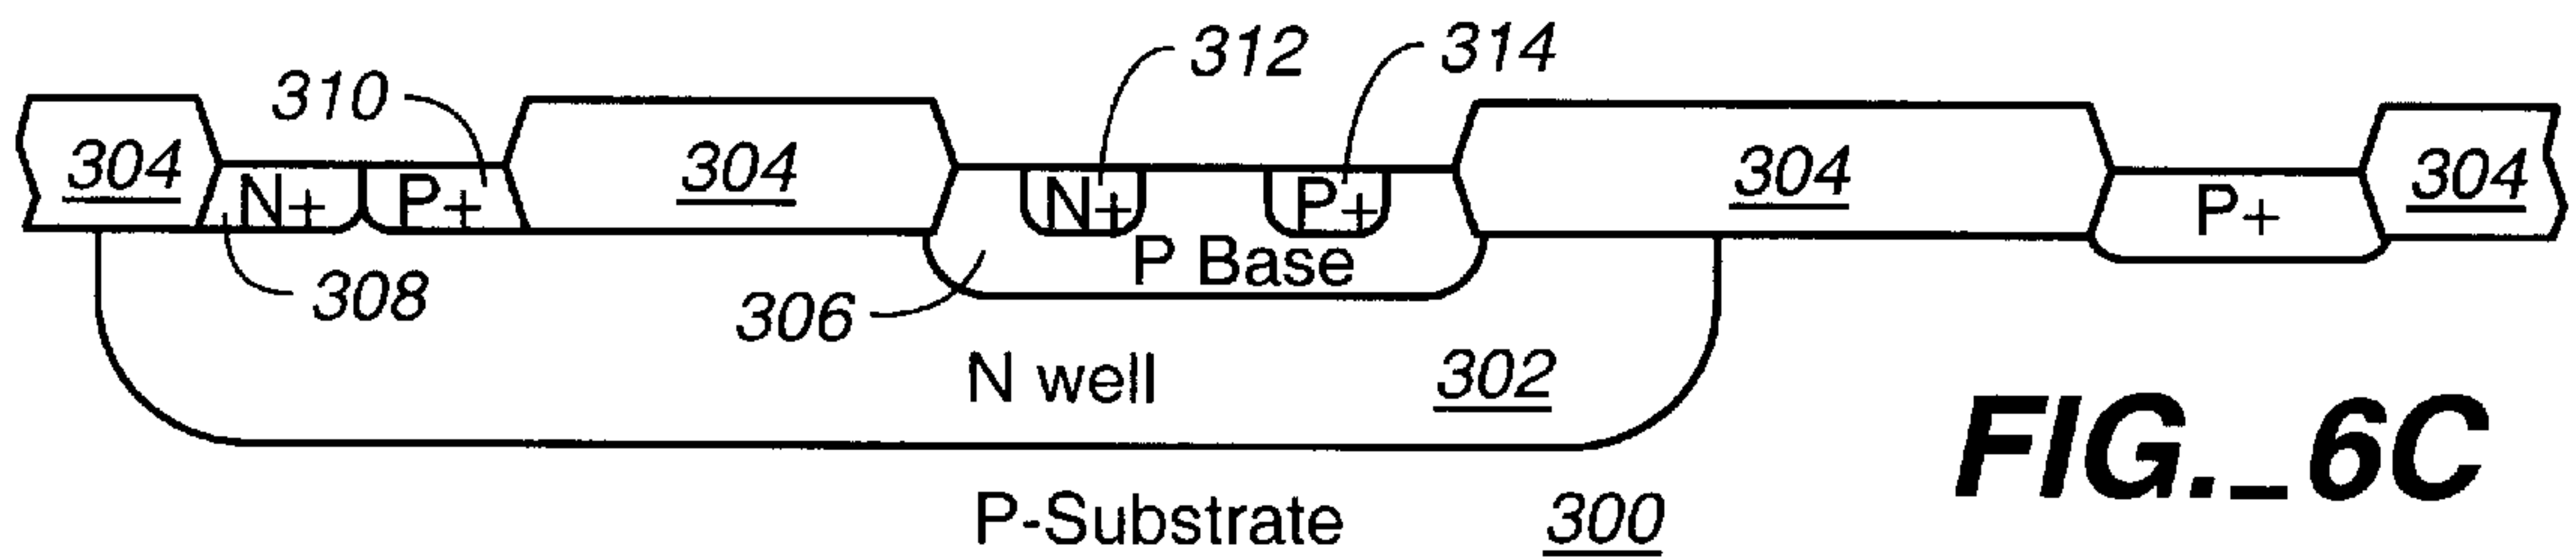 312 314
310
304 304 304 304
N+ P+ N+ P+ P+
P Base
308 306
N well 302
P-Substrate 300
FIG._6C